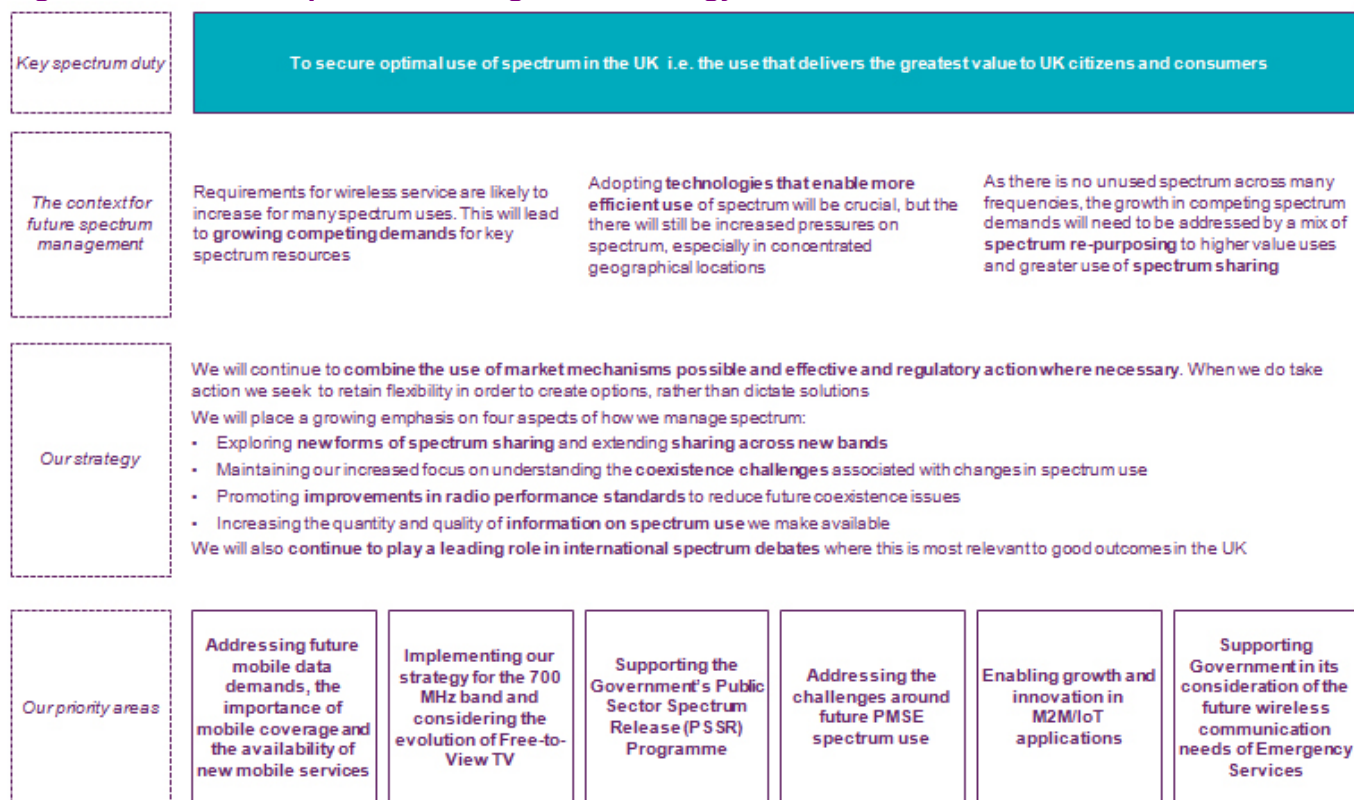 Key spectrum duty
To secure optimal use of spectrum in the UK i.e. the use that delivers the greatest value to UK citizens and consumers
The context for
future spectrum
management
Requirements for wireless service are likely to
increase for many spectrum uses. This will lead
to growing competing demands for key
spectrum resources
Adopting technologies that enable more
efficient use of spectrum will be crucial, but the
there will still be increased pressures on
spectrum, especially in concentrated
geographical locations
As there is no unused spectrum across many
frequencies, the growth in competing spectrum
demands will need to be addressed by a mix of
spectrum re-purposing to higher value uses
and greater use of spectrum sharing
Our strategy
We will continue to combine the use of market mechanisms possible and effective and regulatory action where necessary. When we do take
action we seek to retain flexibility in order to create options, rather than dictate solutions
We will place a growing emphasis on four aspects of how we manage spectrum:
• Exploring new forms of spectrum sharing and extending sharing across new bands
• Maintaining our increased focus on understanding the coexistence challenges associated with changes in spectrum use
• Promoting improvements in radio performance standards to reduce future coexistence issues
• Increasing the quantity and quality of information on spectrum use we make available
We will also continue to play a leading role in international spectrum debates where this is most relevant to good outcomes in the UK
Our priority areas
Addressing future
mobile data
demands, the
importance of
mobile coverage and
the availability of
new mobile services
Implementing our
strategy for the 700
MHz band and
considering the
evolution of Free-to-
View TV
Supporting the
Government's Public
Sector Spectrum
Release (PSSR)
Programme
Addressing the
challenges around
future PMSE
spectrum use
Enabling growth and
innovation in
M2M/IoT
applications
Supporting
Government in its
consideration of the
future wireless
communication
needs of Emergency
Services